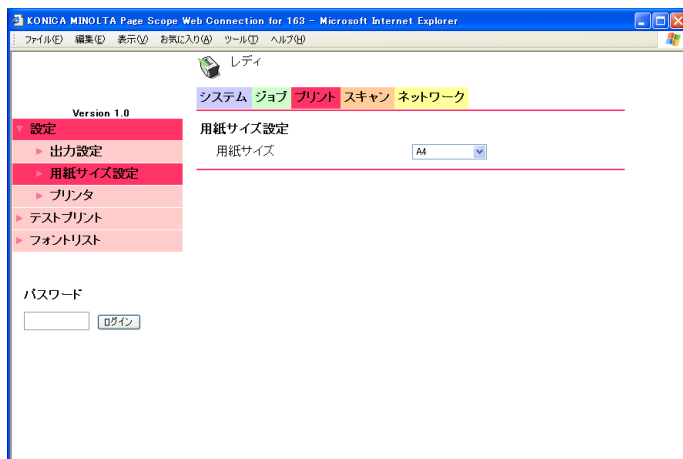 KONICA MINOLTA Page Scope Web Connection for 163 - Microsoft Internet Explorer
ファイル(F) 編集(E) 表示(V) お気に入り(A) ツール(T) ヘルプ(H)
レディ
システム ジョブ プリント スキャン ネットワーク
Version 1.0
設定
出力設定
用紙サイズ設定
プリンタ
テストプリント
フォントリスト
用紙サイズ設定
用紙サイズ A4
パスワード
ログイン